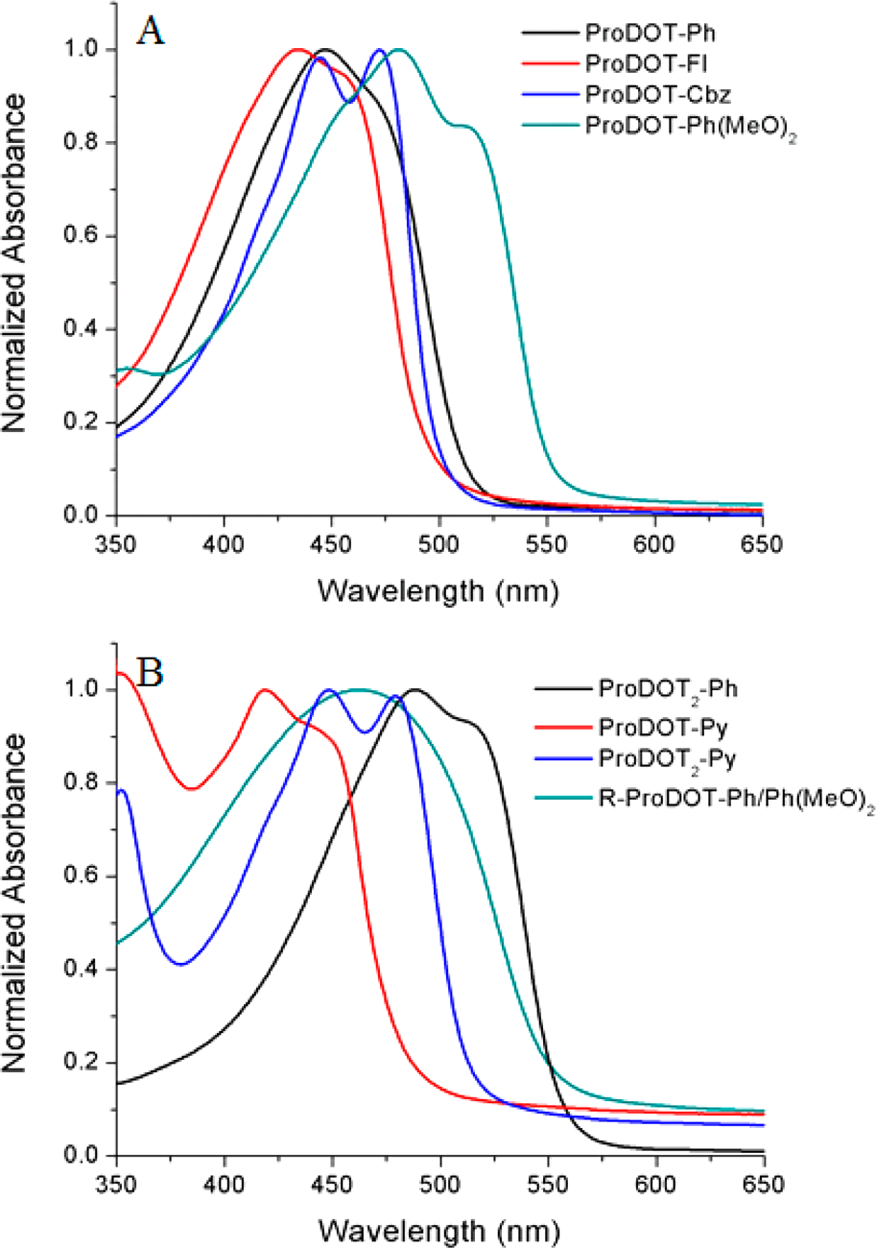 A
ProDOT-Ph
ProDOT-Fl
ProDOT-Cbz
ProDOT-Ph(MeO)₂
Normalized Absorbance
1.0
0.8
0.6
0.4
0.2
0.0
350 400 450 500 550 600 650
Wavelength (nm)
B
ProDOT₂-Ph
ProDOT-Py
ProDOT₂-Py
R-ProDOT-Ph/Ph(MeO)₂
Normalized Absorbance
1.0
0.8
0.6
0.4
0.2
0.0
350 400 450 500 550 600 650
Wavelength (nm)